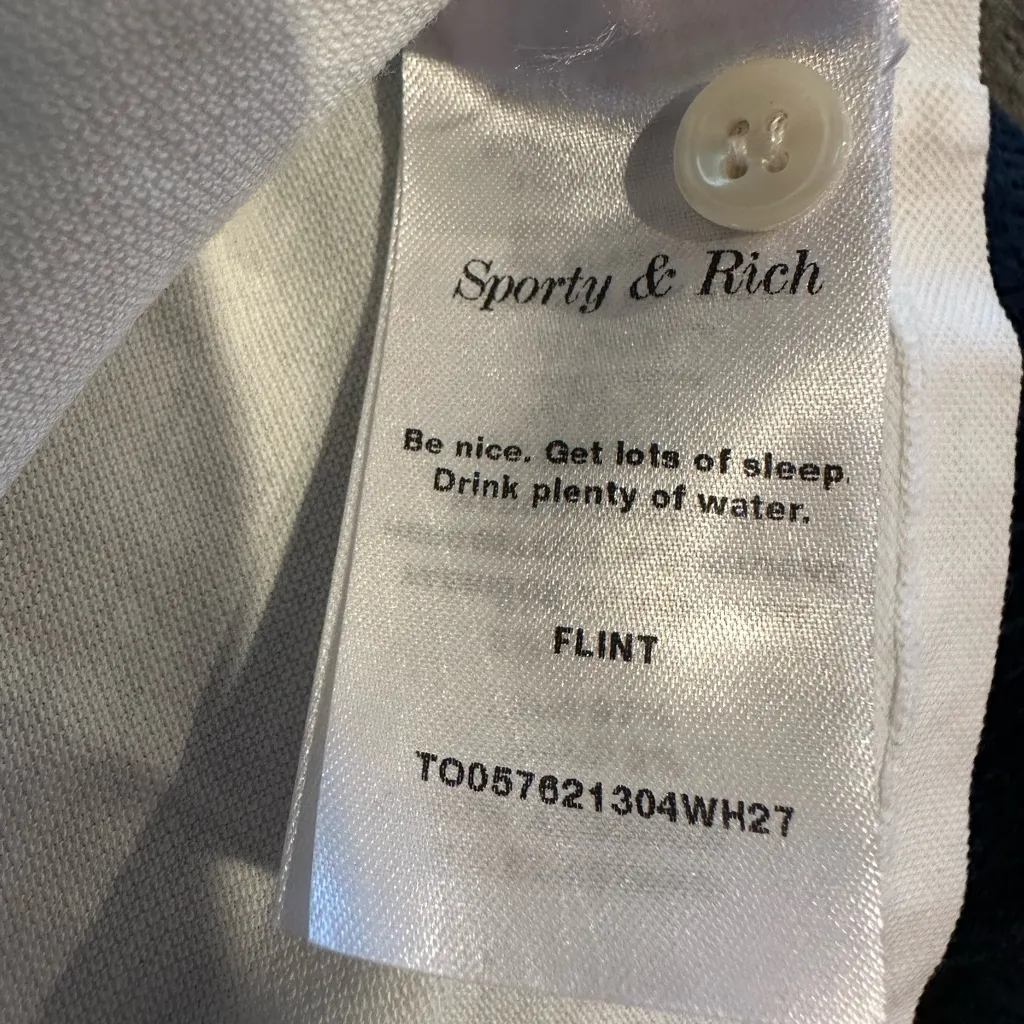 Sporty & Rich
Be nice. Get lots of sleep.
Drink plenty of water.
FLINT
TO057621304WH27